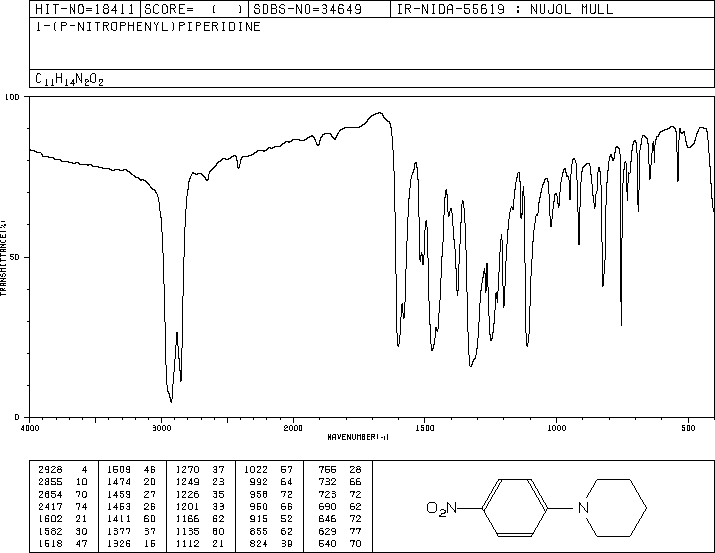 HIT-NO=18411 SCORE= ( ) SDBS-NO=34649 IR-NIDA-55619 : NUJOL MULL
1-(P-NITROPHENYL)PIPERIDINE
C11H14N2O2
100
50
0
TRANSMITTANCE(%)
4000 3000 2000 1500 1000 500
WAVENUMBER(-1)
2928 4 1509 46 1270 37 1022 57 755 28
2855 10 1474 20 1249 23 992 64 732 66
2654 70 1459 27 1226 35 958 72 723 72
2417 74 1453 26 1201 33 950 66 690 62
1602 21 1411 60 1166 62 915 52 646 72
1582 30 1377 37 1135 60 855 62 629 77
1518 47 1326 15 1112 21 824 39 540 70
O2N N